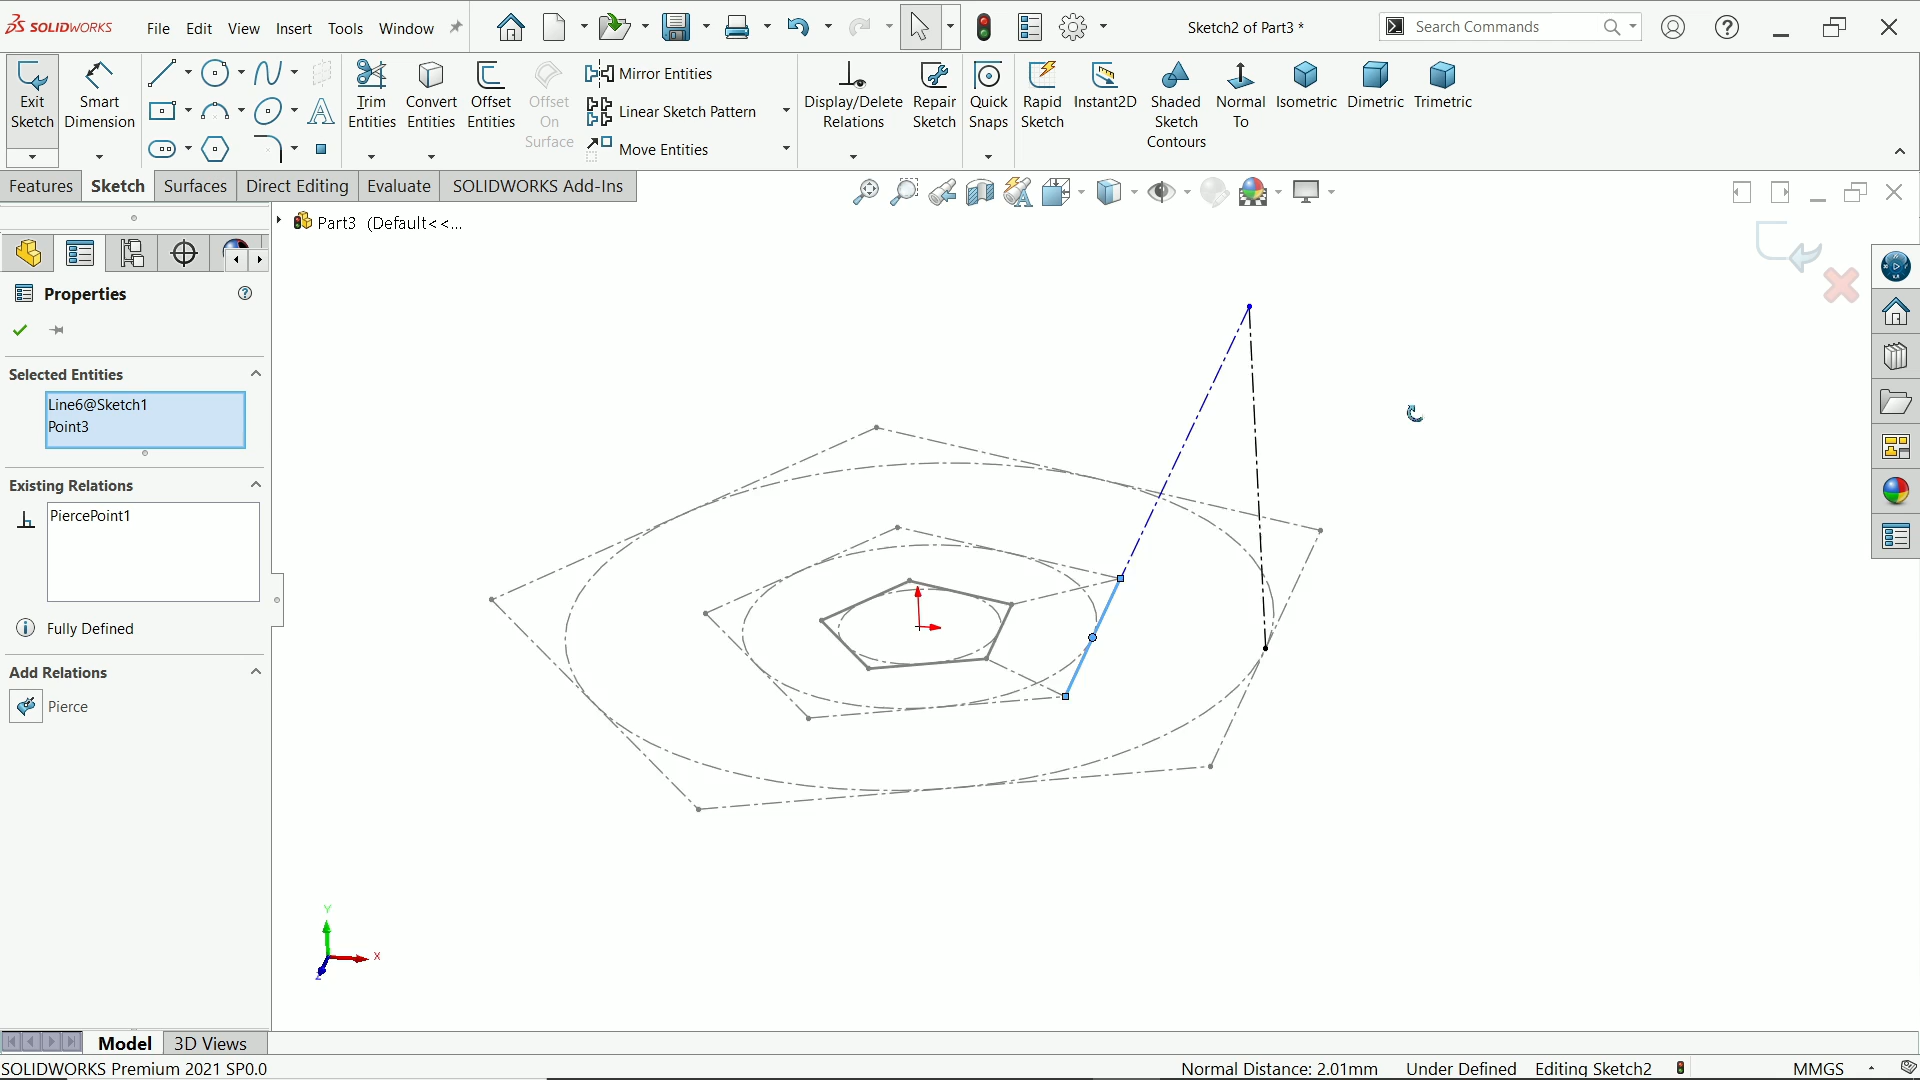 SOLIDWORKS File Edit View Insert Tools Window Sketch2 of Part3 * Search Commands
Exit Sketch
Smart Dimension
Trim Entities
Convert Entities
Offset Entities
Offset On Surface
Mirror Entities
Linear Sketch Pattern
Move Entities
Display/Delete Relations
Repair Sketch
Quick Snaps
Rapid Sketch
Instant2D
Shaded Sketch Contours
Normal To
Isometric
Dimetric
Trimetric
Features Sketch Surfaces Direct Editing Evaluate SOLIDWORKS Add-Ins
Part3 (Default<<...
Properties
Selected Entities
Line6@Sketch1
Point3
Existing Relations
PiercePoint1
Fully Defined
Add Relations
Pierce
Y
X
Z
Model 3D Views
SOLIDWORKS Premium 2021 SP0.0 Normal Distance: 2.01mm Under Defined Editing Sketch2 MMGS